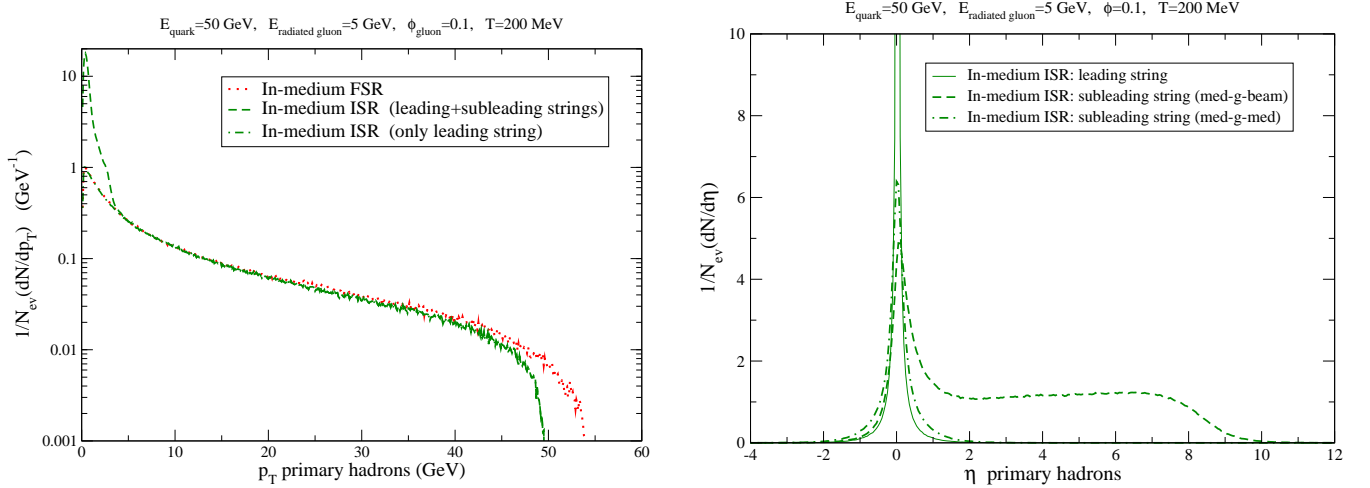 E_quark=50 GeV, E_radiated gluon=5 GeV, ϕ_gluon=0.1, T=200 MeV
In-medium FSR
In-medium ISR (leading+subleading strings)
In-medium ISR (only leading string)
1/N_ev(dN/dp_T) (GeV^-1)
10
1
0.1
0.01
0.001
0 10 20 30 40 50 60
p_T primary hadrons (GeV)
E_quark=50 GeV, E_radiated gluon=5 GeV, ϕ=0.1, T=200 MeV
In-medium ISR: leading string
In-medium ISR: subleading string (med-g-beam)
In-medium ISR: subleading string (med-g-med)
1/N_ev(dN/dη)
10
8
6
4
2
0
-4 -2 0 2 4 6 8 10 12
η primary hadrons